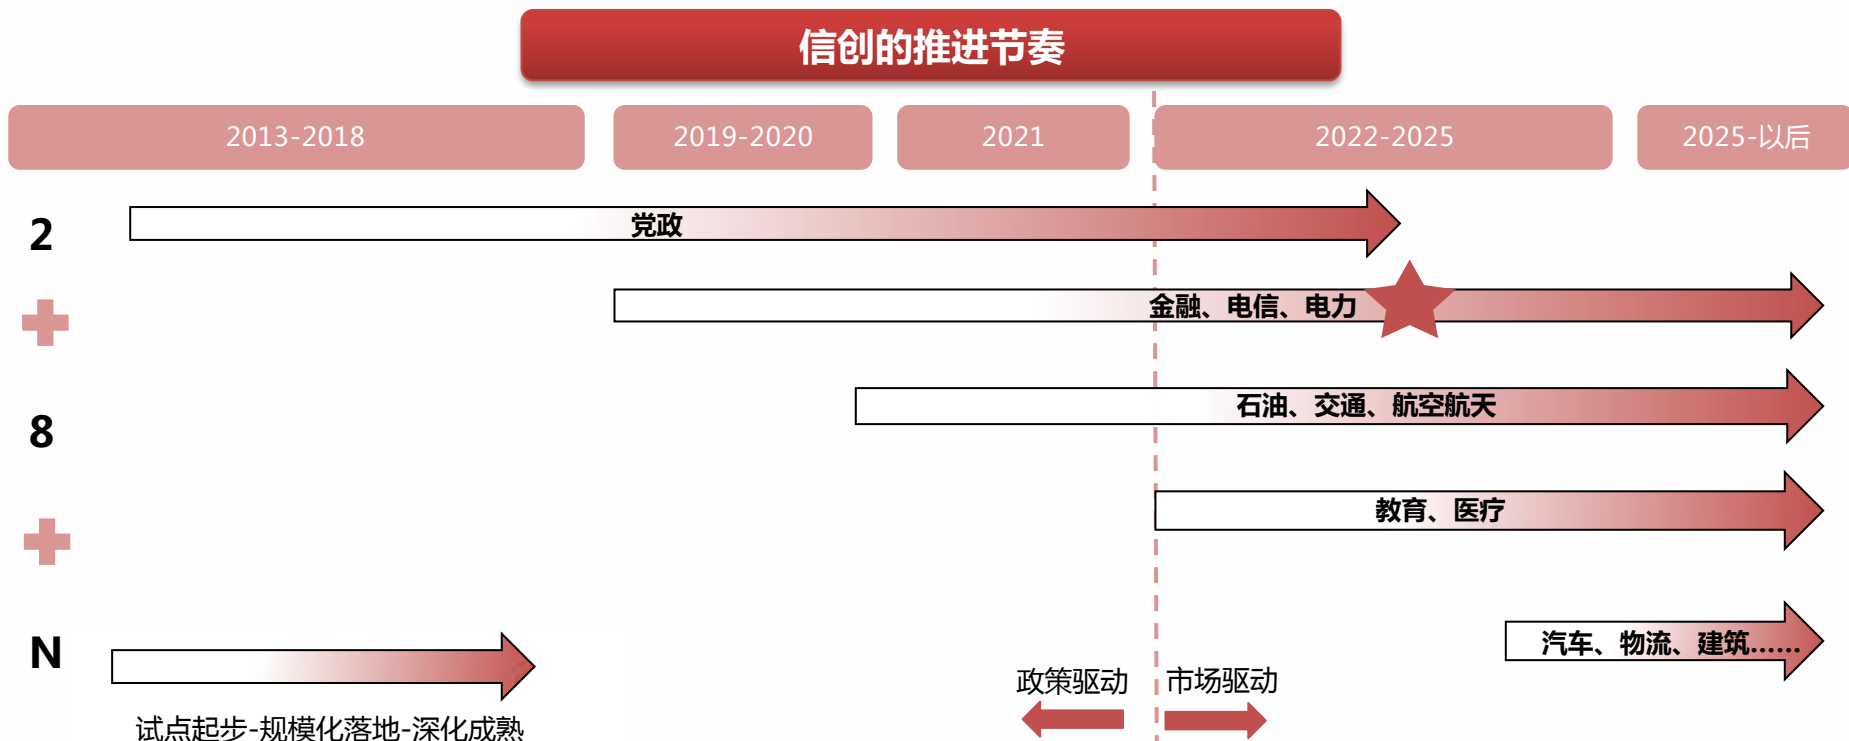 信创的推进节奏
2013-2018
2019-2020
2021
2022-2025
2025-以后
2
党政
金融、电信、电力
8
石油、交通、航空航天
教育、医疗
N
汽车、物流、建筑......
政策驱动
市场驱动
试点起步-规模化落地-深化成熟